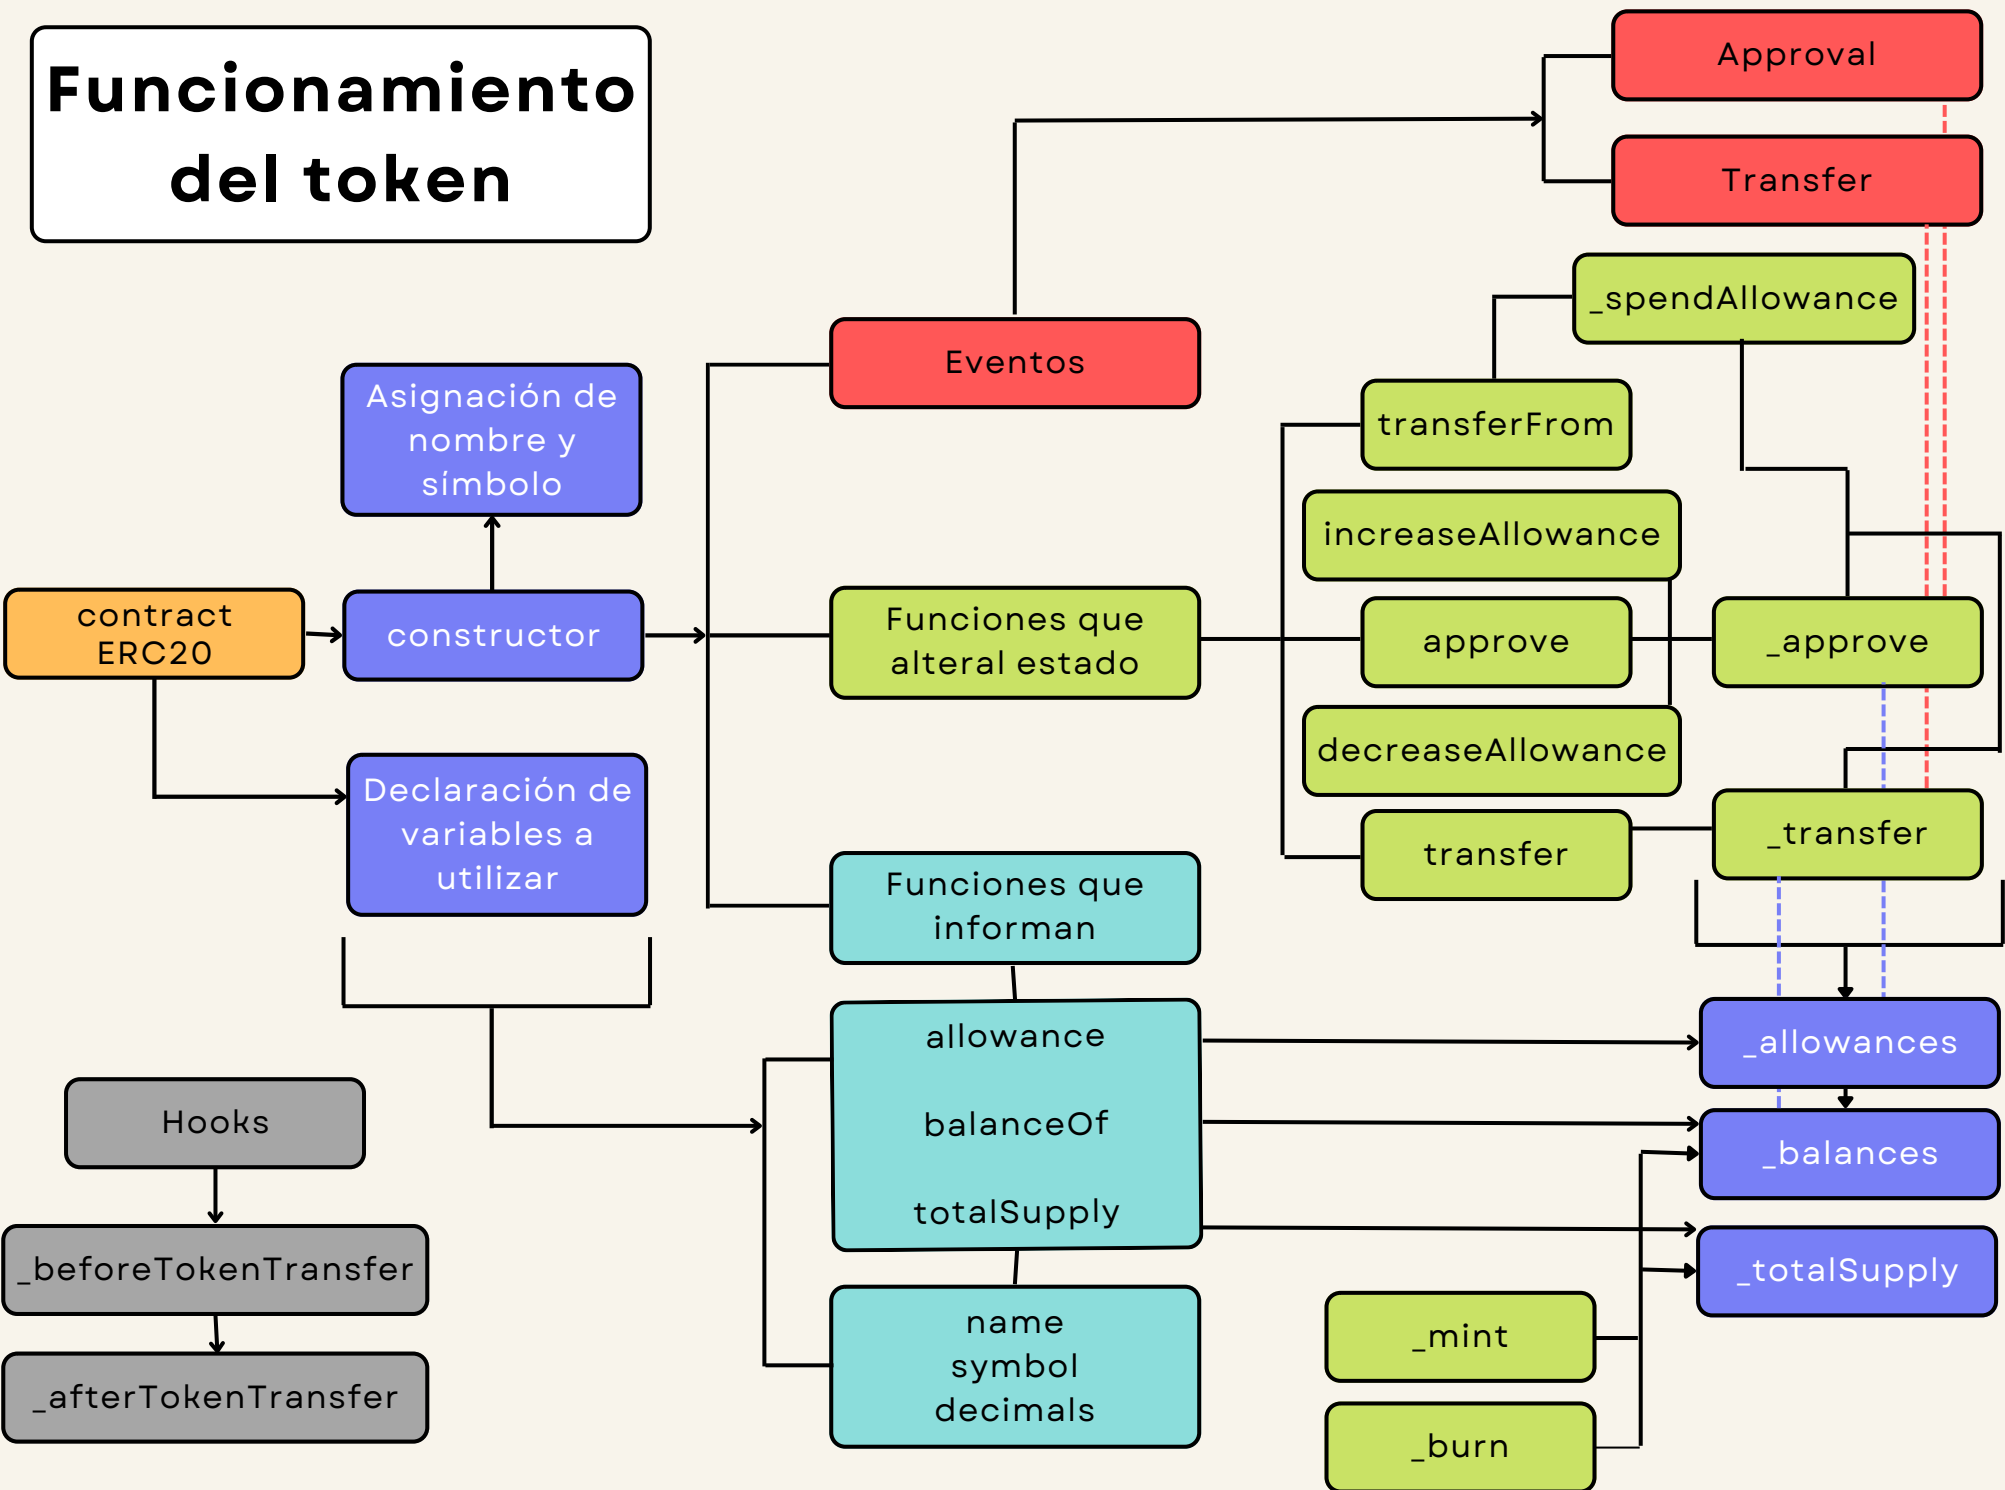 Funcionamiento
del token
Approval
Transfer
_spendAllowance
Eventos
Asignación de
nombre y
símbolo
transferFrom
increaseAllowance
contract
ERC20
constructor
Funciones que
alteral estado
approve
_approve
decreaseAllowance
Declaración de
variables a
utilizar
transfer
_transfer
Funciones que
informan
allowance
balanceOf
totalSupply
_allowances
_balances
_totalSupply
Hooks
_beforeTokenTransfer
_afterTokenTransfer
name
symbol
decimals
_mint
_burn